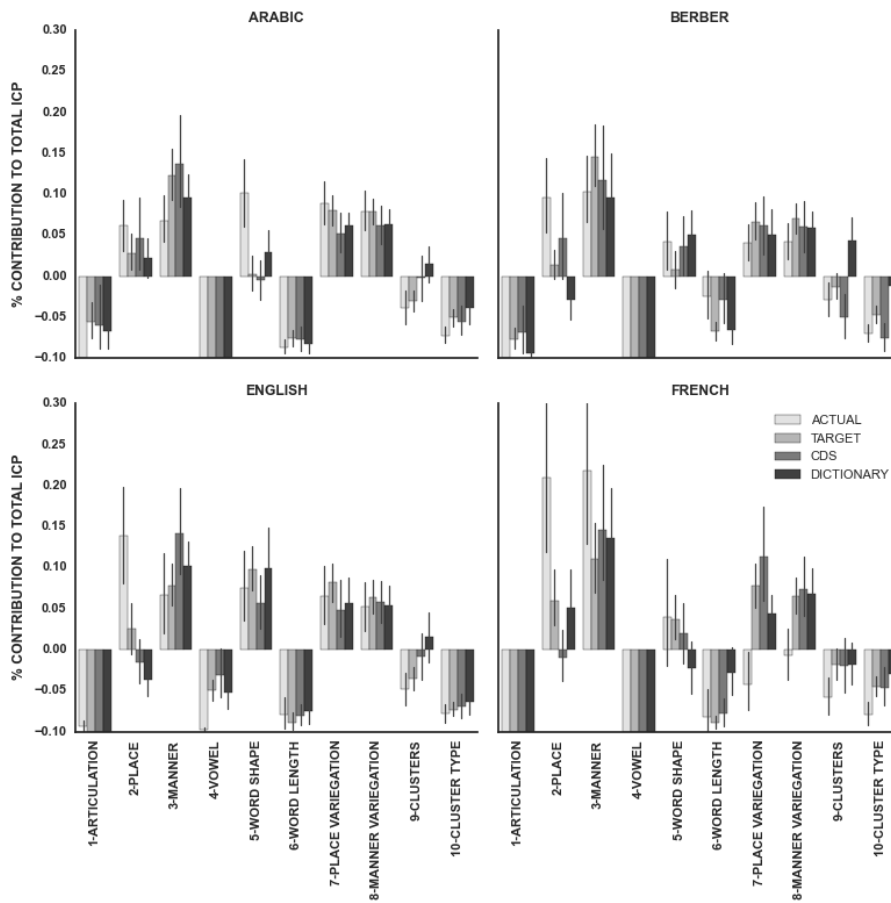 ARABIC
BERBER
% CONTRIBUTION TO TOTAL ICP
0.30
0.25
0.20
0.15
0.10
0.05
0.00
−0.05
−0.10
ENGLISH
FRENCH
% CONTRIBUTION TO TOTAL ICP
0.30
0.25
0.20
0.15
0.10
0.05
0.00
−0.05
−0.10
ACTUAL
TARGET
CDS
DICTIONARY
1-ARTICULATION
2-PLACE
3-MANNER
4-VOWEL
5-WORD SHAPE
6-WORD LENGTH
7-PLACE VARIEGATION
8-MANNER VARIEGATION
9-CLUSTERS
10-CLUSTER TYPE
1-ARTICULATION
2-PLACE
3-MANNER
4-VOWEL
5-WORD SHAPE
6-WORD LENGTH
7-PLACE VARIEGATION
8-MANNER VARIEGATION
9-CLUSTERS
10-CLUSTER TYPE